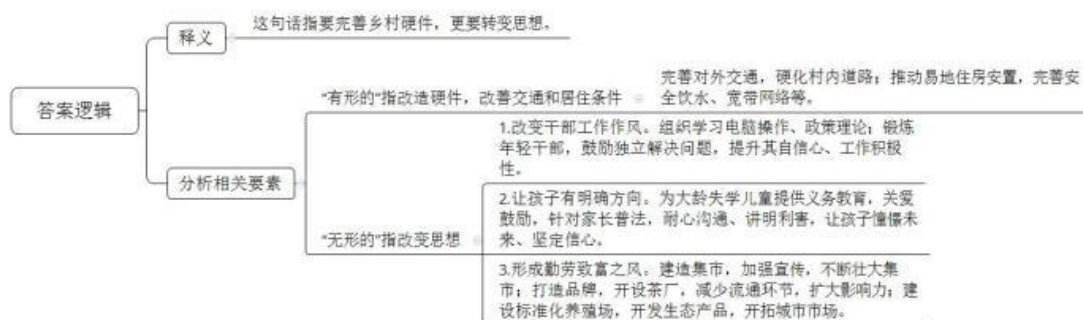 这句话指要完善乡村硬件，更要转变思想。
释义
答案逻辑
完善对外交通，硬化村内道路；推动易地住房安置，完善安
全饮水、宽带网络等。
"有形的"指改造硬件，改善交通和居住条件
1.改变干部工作作风。组织学习电脑操作、政策理论；锻炼
年轻干部，鼓励独立解决问题，提升其自信心、工作积极
性。
分析相关要素
2.让孩子有明确方向。为大龄失学儿童提供义务教育，关爱
鼓励，针对家长普法，耐心沟通、讲明利害，让孩子憧憬未
来、坚定信心。
"无形的"指改变思想
3.形成勤劳致富之风。建造集市，加强宣传，不断壮大集
市；打造品牌，开设茶厂，减少流通环节，扩大影响力；建
设标准化养殖场，开发生态产品，开拓城市市场。